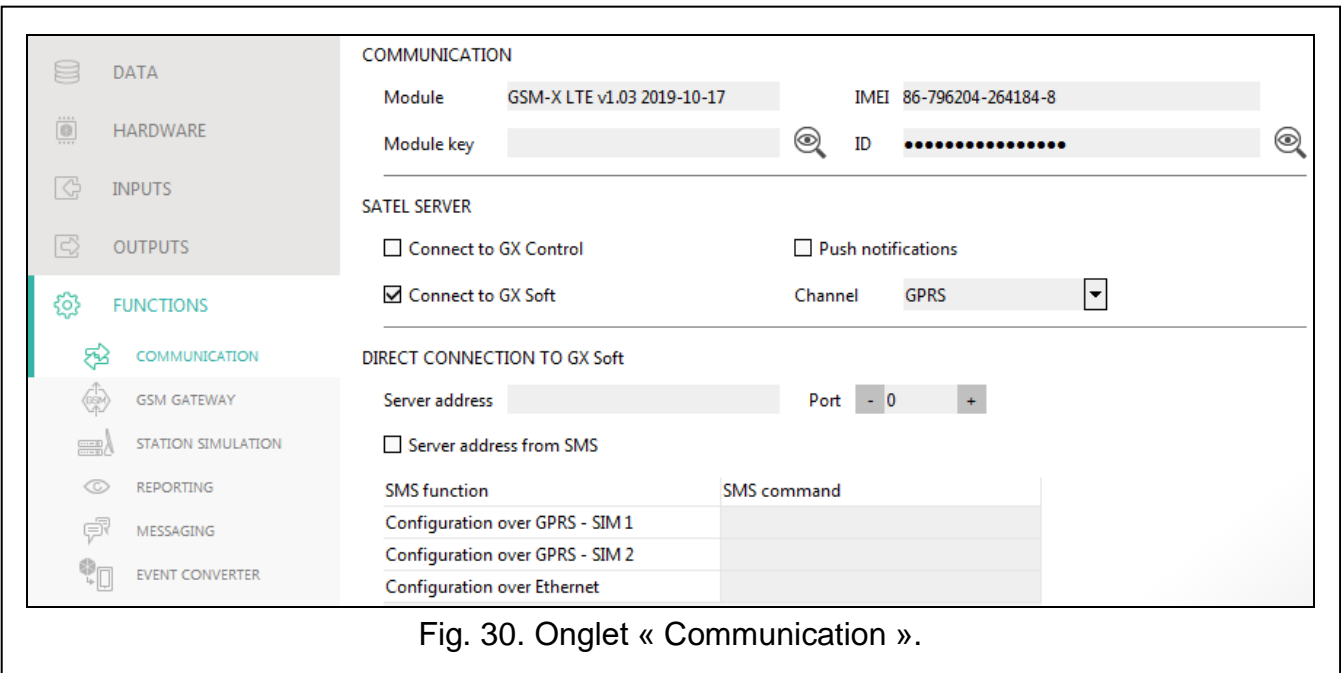 DATA
HARDWARE
INPUTS
OUTPUTS
FUNCTIONS
COMMUNICATION
GSM GATEWAY
STATION SIMULATION
REPORTING
MESSAGING
EVENT CONVERTER
COMMUNICATION
Module GSM-X LTE v1.03 2019-10-17 IMEI 86-796204-264184-8
Module key ID ••••••••••••••••
SATEL SERVER
Connect to GX Control Push notifications
Connect to GX Soft Channel GPRS
DIRECT CONNECTION TO GX Soft
Server address Port - 0 +
Server address from SMS
SMS function SMS command
Configuration over GPRS - SIM 1
Configuration over GPRS - SIM 2
Configuration over Ethernet
Fig. 30. Onglet « Communication ».